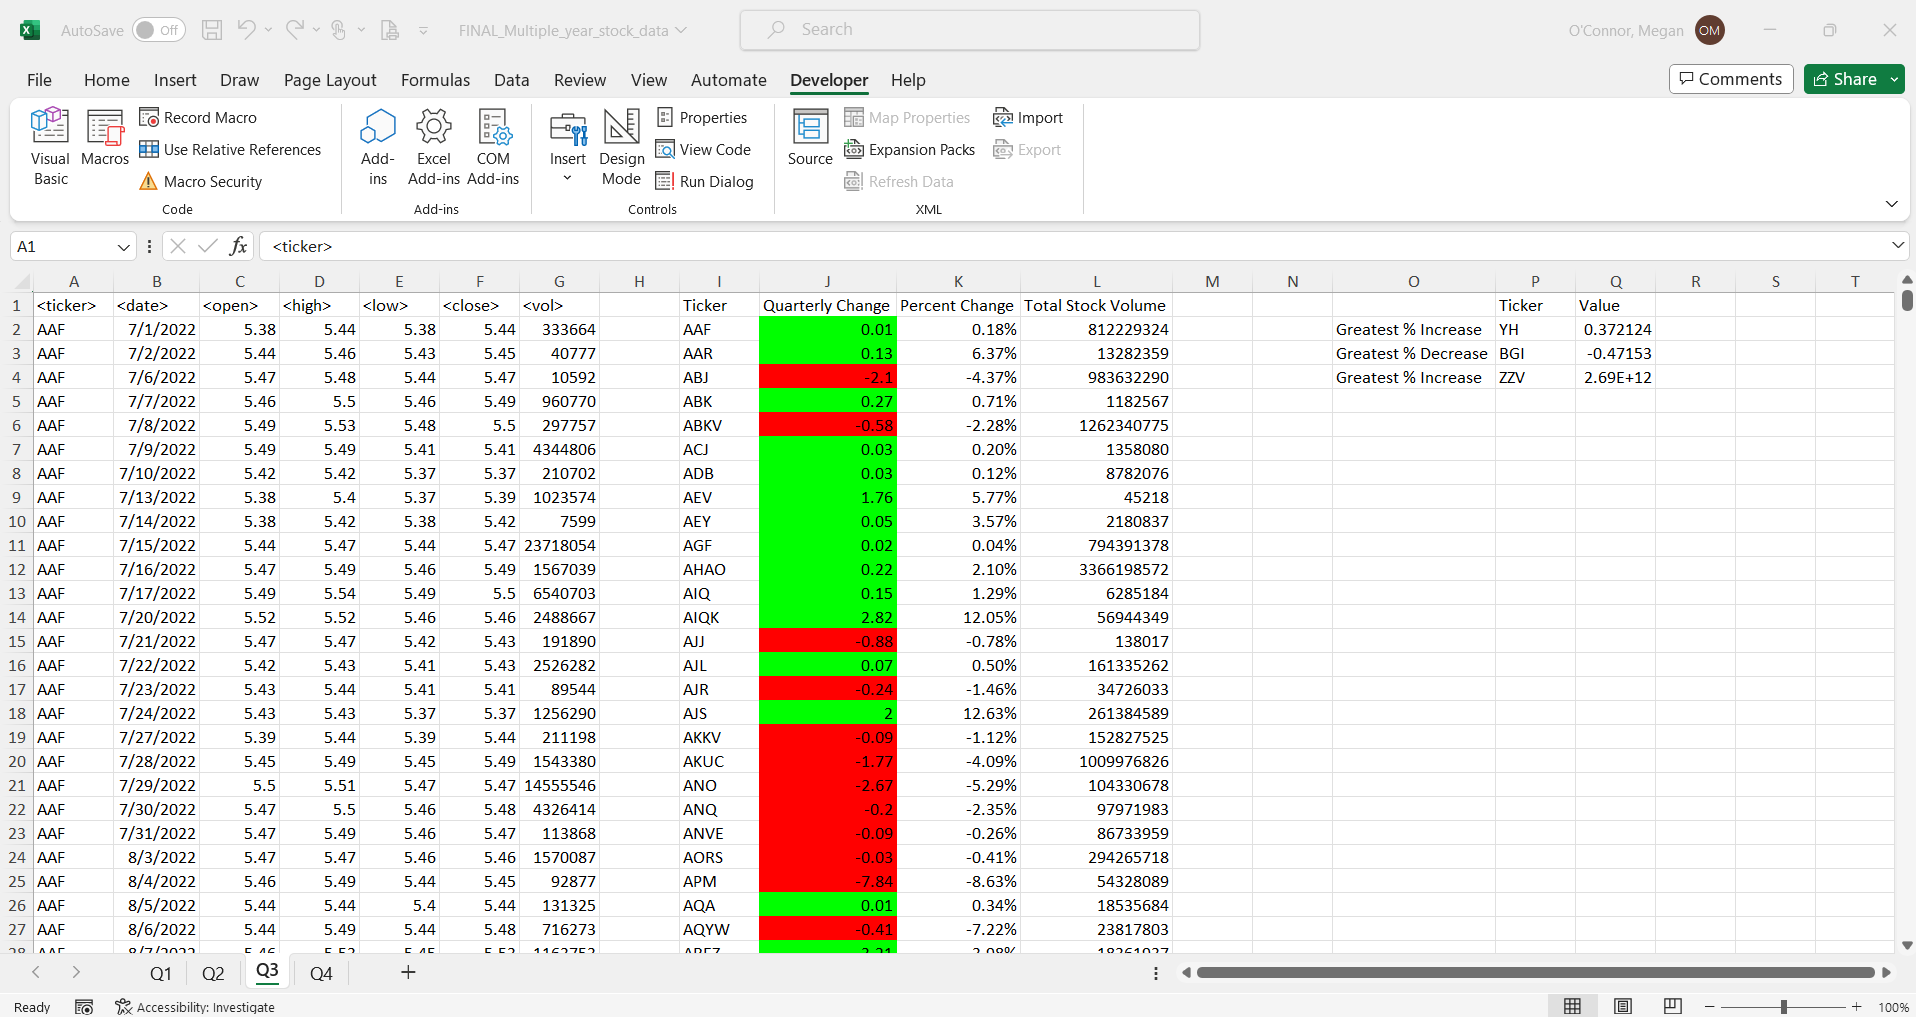 AutoSave Off FINAL_Multiple_year_stock_data Search O'Connor, Megan OM
File Home Insert Draw Page Layout Formulas Data Review View Automate Developer Help Comments Share
Visual Basic Macros Record Macro Use Relative References Macro Security Code
Add-ins Excel Add-ins COM Add-ins Add-ins
Insert Design Mode Properties View Code Run Dialog Controls
Source Map Properties Expansion Packs Refresh Data Import Export XML
A1 fx <ticker>
A B C D E F G H I J K L M N O P Q R S T
1 <ticker> <date> <open> <high> <low> <close> <vol> Ticker Quarterly Change Percent Change Total Stock Volume Ticker Value
2 AAF 7/1/2022 5.38 5.44 5.38 5.44 333664 AAF 0.01 0.18% 812229324 Greatest % Increase YH 0.372124
3 AAF 7/2/2022 5.44 5.46 5.43 5.45 40777 AAR 0.13 6.37% 13282359 Greatest % Decrease BGI -0.47153
4 AAF 7/6/2022 5.47 5.48 5.44 5.47 10592 ABJ -2.1 -4.37% 983632290 Greatest % Increase ZZV 2.69E+12
5 AAF 7/7/2022 5.46 5.5 5.46 5.49 960770 ABK 0.27 0.71% 1182567
6 AAF 7/8/2022 5.49 5.53 5.48 5.5 297757 ABKV -0.58 -2.28% 1262340775
7 AAF 7/9/2022 5.49 5.49 5.41 5.41 4344806 ACJ 0.03 0.20% 1358080
8 AAF 7/10/2022 5.42 5.42 5.37 5.37 210702 ADB 0.03 0.12% 8782076
9 AAF 7/13/2022 5.38 5.4 5.37 5.39 1023574 AEV 1.76 5.77% 45218
10 AAF 7/14/2022 5.38 5.42 5.38 5.42 7599 AEY 0.05 3.57% 2180837
11 AAF 7/15/2022 5.44 5.47 5.44 5.47 23718054 AGF 0.02 0.04% 794391378
12 AAF 7/16/2022 5.47 5.49 5.46 5.49 1567039 AHAO 0.22 2.10% 3366198572
13 AAF 7/17/2022 5.49 5.54 5.49 5.5 6540703 AIQ 0.15 1.29% 6285184
14 AAF 7/20/2022 5.52 5.52 5.46 5.46 2488667 AIQK 2.82 12.05% 56944349
15 AAF 7/21/2022 5.47 5.47 5.42 5.43 191890 AJJ -0.88 -0.78% 138017
16 AAF 7/22/2022 5.42 5.43 5.41 5.43 2526282 AJL 0.07 0.50% 161335262
17 AAF 7/23/2022 5.43 5.44 5.41 5.41 89544 AJR -0.24 -1.46% 34726033
18 AAF 7/24/2022 5.43 5.43 5.37 5.37 1256290 AJS 2 12.63% 261384589
19 AAF 7/27/2022 5.39 5.44 5.39 5.44 211198 AKKV -0.09 -1.12% 152827525
20 AAF 7/28/2022 5.45 5.49 5.45 5.49 1543380 AKUC -1.77 -4.09% 1009976826
21 AAF 7/29/2022 5.5 5.51 5.47 5.47 14555546 ANO -2.67 -5.29% 104330678
22 AAF 7/30/2022 5.47 5.5 5.46 5.48 4326414 ANQ -0.2 -2.35% 97971983
23 AAF 7/31/2022 5.47 5.49 5.46 5.47 113868 ANVE -0.09 -0.26% 86733959
24 AAF 8/3/2022 5.47 5.47 5.46 5.46 1570087 AORS -0.03 -0.41% 294265718
25 AAF 8/4/2022 5.46 5.49 5.44 5.45 92877 APM -7.84 -8.63% 54328089
26 AAF 8/5/2022 5.44 5.44 5.4 5.44 131325 AQA 0.01 0.34% 18535684
27 AAF 8/6/2022 5.44 5.49 5.44 5.48 716273 AQYW -0.41 -7.22% 23817803
Q1 Q2 Q3 Q4
Ready Accessibility: Investigate 100%